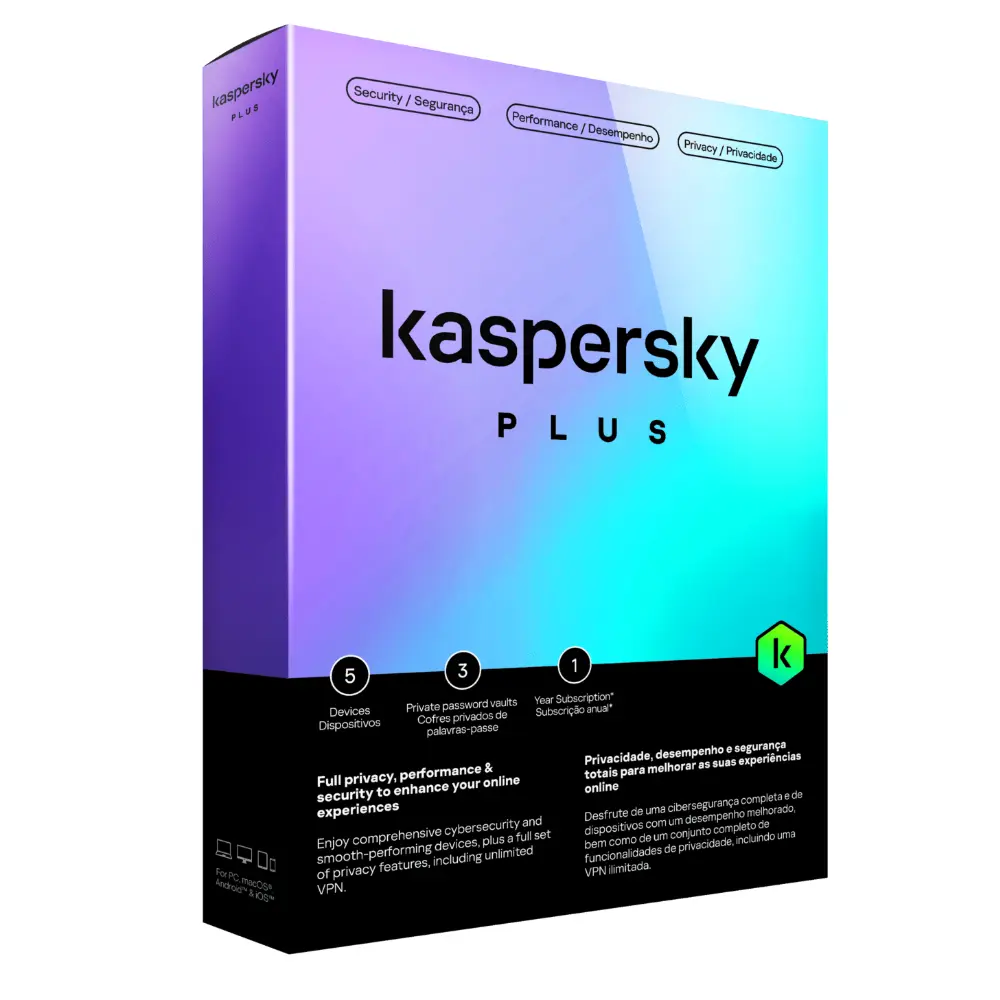 kaspersky
PLUS
Security / Segurança
Performance / Desempenho
Privacy / Privacidade
kaspersky
PLUS
5
Devices
Dispositivos
3
Private password vaults
Cofres privados de
palavras-passe
1
Year Subscription*
Subscrição anual*
k
Full privacy, performance &
security to enhance your online
experiences
Enjoy comprehensive cybersecurity and
smooth-performing devices, plus a full set
of privacy features, including unlimited
VPN.
Privacidade, desempenho e segurança
totais para melhorar as suas experiências
online
Desfrute de uma cibersegurança completa e de
dispositivos com um desempenho melhorado,
bem como de um conjunto completo de
funcionalidades de privacidade, incluindo uma
VPN ilimitada.
For PC, macOS®
Android™ & iOS™